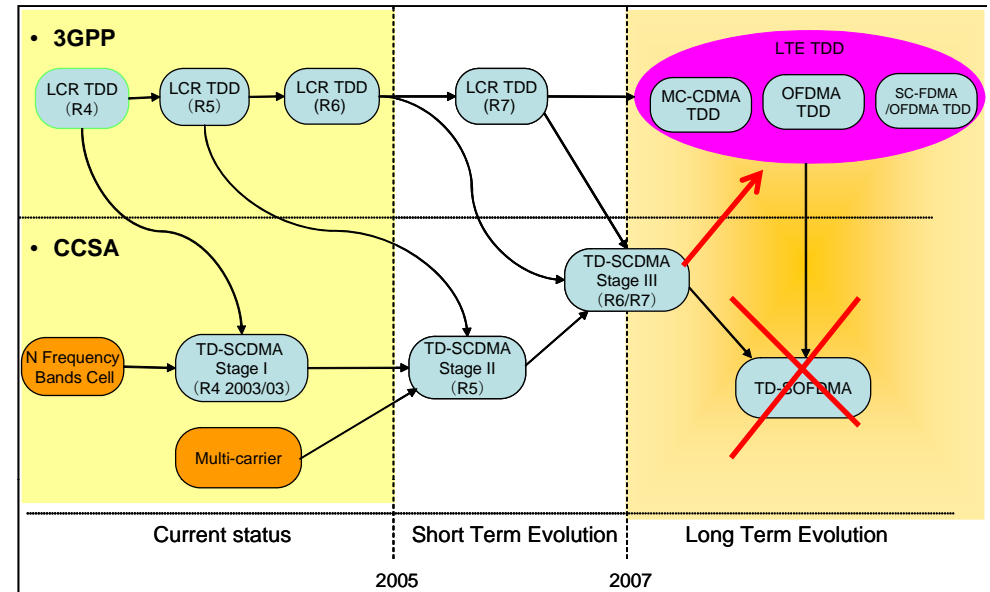 • 3GPP
LTE TDD
LCR TDD
(R4)
LCR TDD
(R5)
LCR TDD
(R6)
LCR TDD
(R7)
MC-CDMA
TDD
OFDMA
TDD
SC-FDMA
/OFDMA TDD
• CCSA
TD-SCDMA
Stage III
(R6/R7)
N Frequency
Bands Cell
TD-SCDMA
Stage I
(R4 2003/03)
TD-SCDMA
Stage II
(R5)
TD-SOFDMA
Multi-carrier
Current status
Short Term Evolution
Long Term Evolution
2005
2007